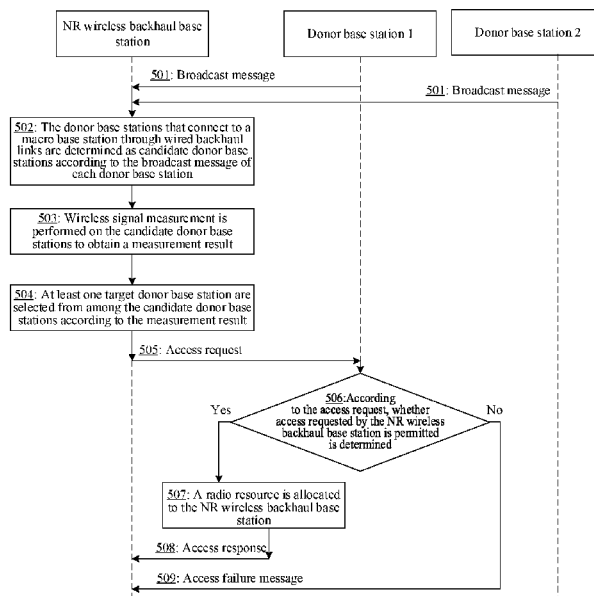 NR wireless backhaul base
station
Donor base station 1
Donor base station 2
501: Broadcast message
501: Broadcast message
502: The donor base stations that connect to a
macro base station through wired backhaul
links are determined as candidate donor base
stations according to the broadcast message of
each donor base station
503: Wireless signal measurement is
performed on the candidate donor base
stations to obtain a measurement result
504: At least one target donor base station are
selected from among the candidate donor base
stations according to the measurement result
505: Access request
506:According
to the access request, whether
access requested by the NR wireless
backhaul base station is permitted
is determined
Yes
No
507: A radio resource is allocated
to the NR wireless backhaul base
station
508: Access response
509: Access failure message